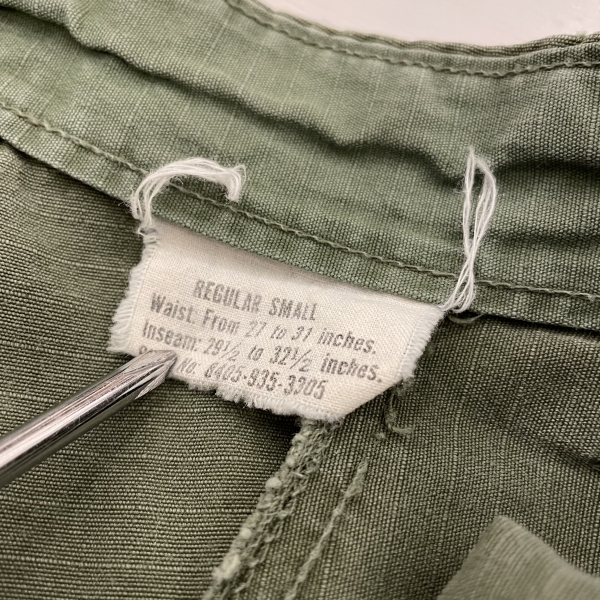 REGULAR SMALL
Waist: From 27 to 31 inches.
Inseam: 29½ to 32½ inches.
No. 8405-935-3305